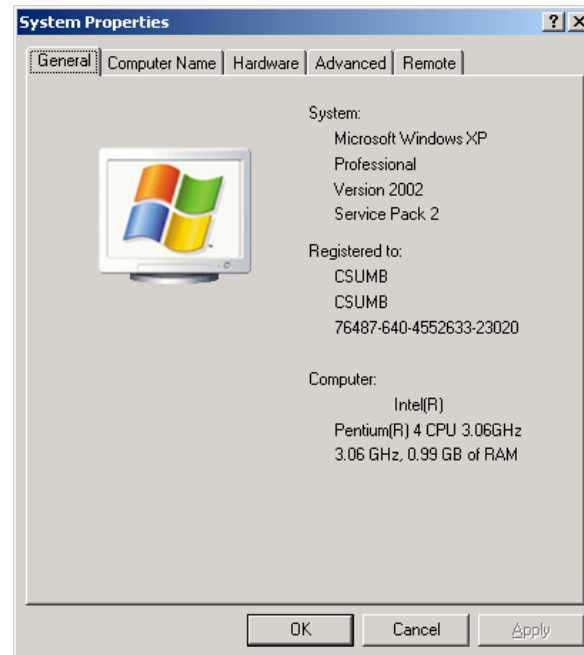 System Properties
General Computer Name Hardware Advanced Remote
System:
Microsoft Windows XP
Professional
Version 2002
Service Pack 2
Registered to:
CSUMB
CSUMB
76487-640-4552633-23020
Computer:
Intel(R)
Pentium(R) 4 CPU 3.06GHz
3.06 GHz, 0.99 GB of RAM
OK Cancel Apply